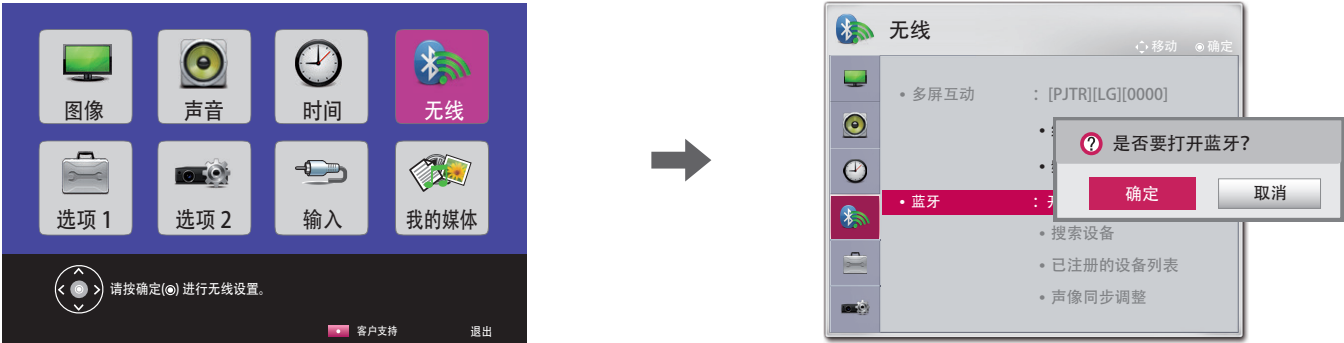 图像
声音
时间
无线
选项 1
选项 2
输入
我的媒体
请按确定(◉) 进行无线设置。
客户支持
退出
无线
移动 ◉确定
• 多屏互动 : [PJTR][LG][0000]
是否要打开蓝牙?
确定
取消
• 蓝牙 :
• 搜索设备
• 已注册的设备列表
• 声像同步调整